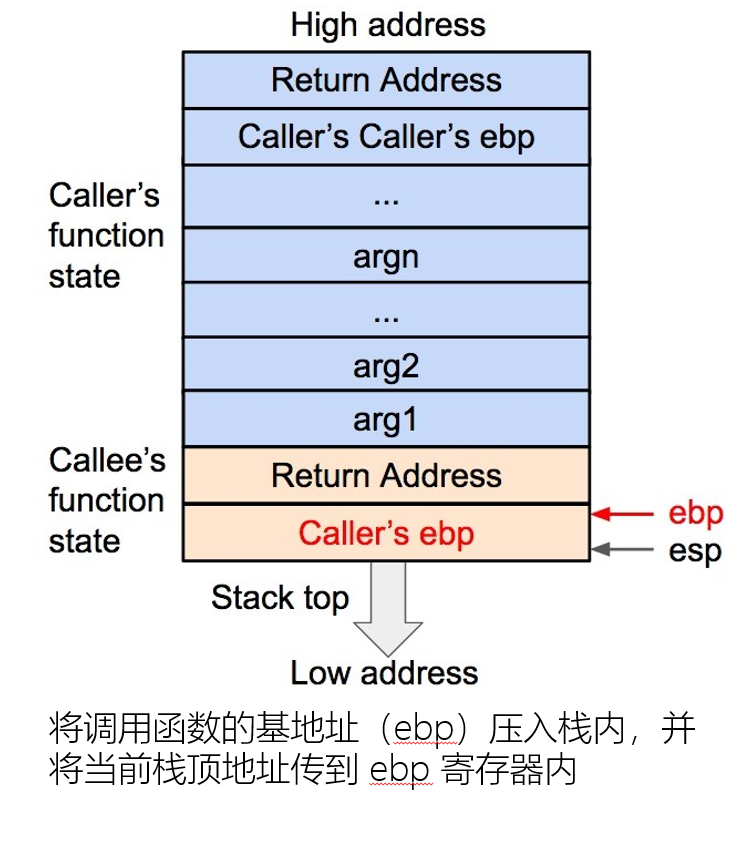 High address
Return Address
Caller's Caller's ebp
Caller's
function
state
...
argn
...
arg2
arg1
Callee's
function
state
Return Address
Caller's ebp
ebp
esp
Stack top
Low address
将调用函数的基地址（ebp）压入栈内，并
将当前栈顶地址传到 ebp 寄存器内